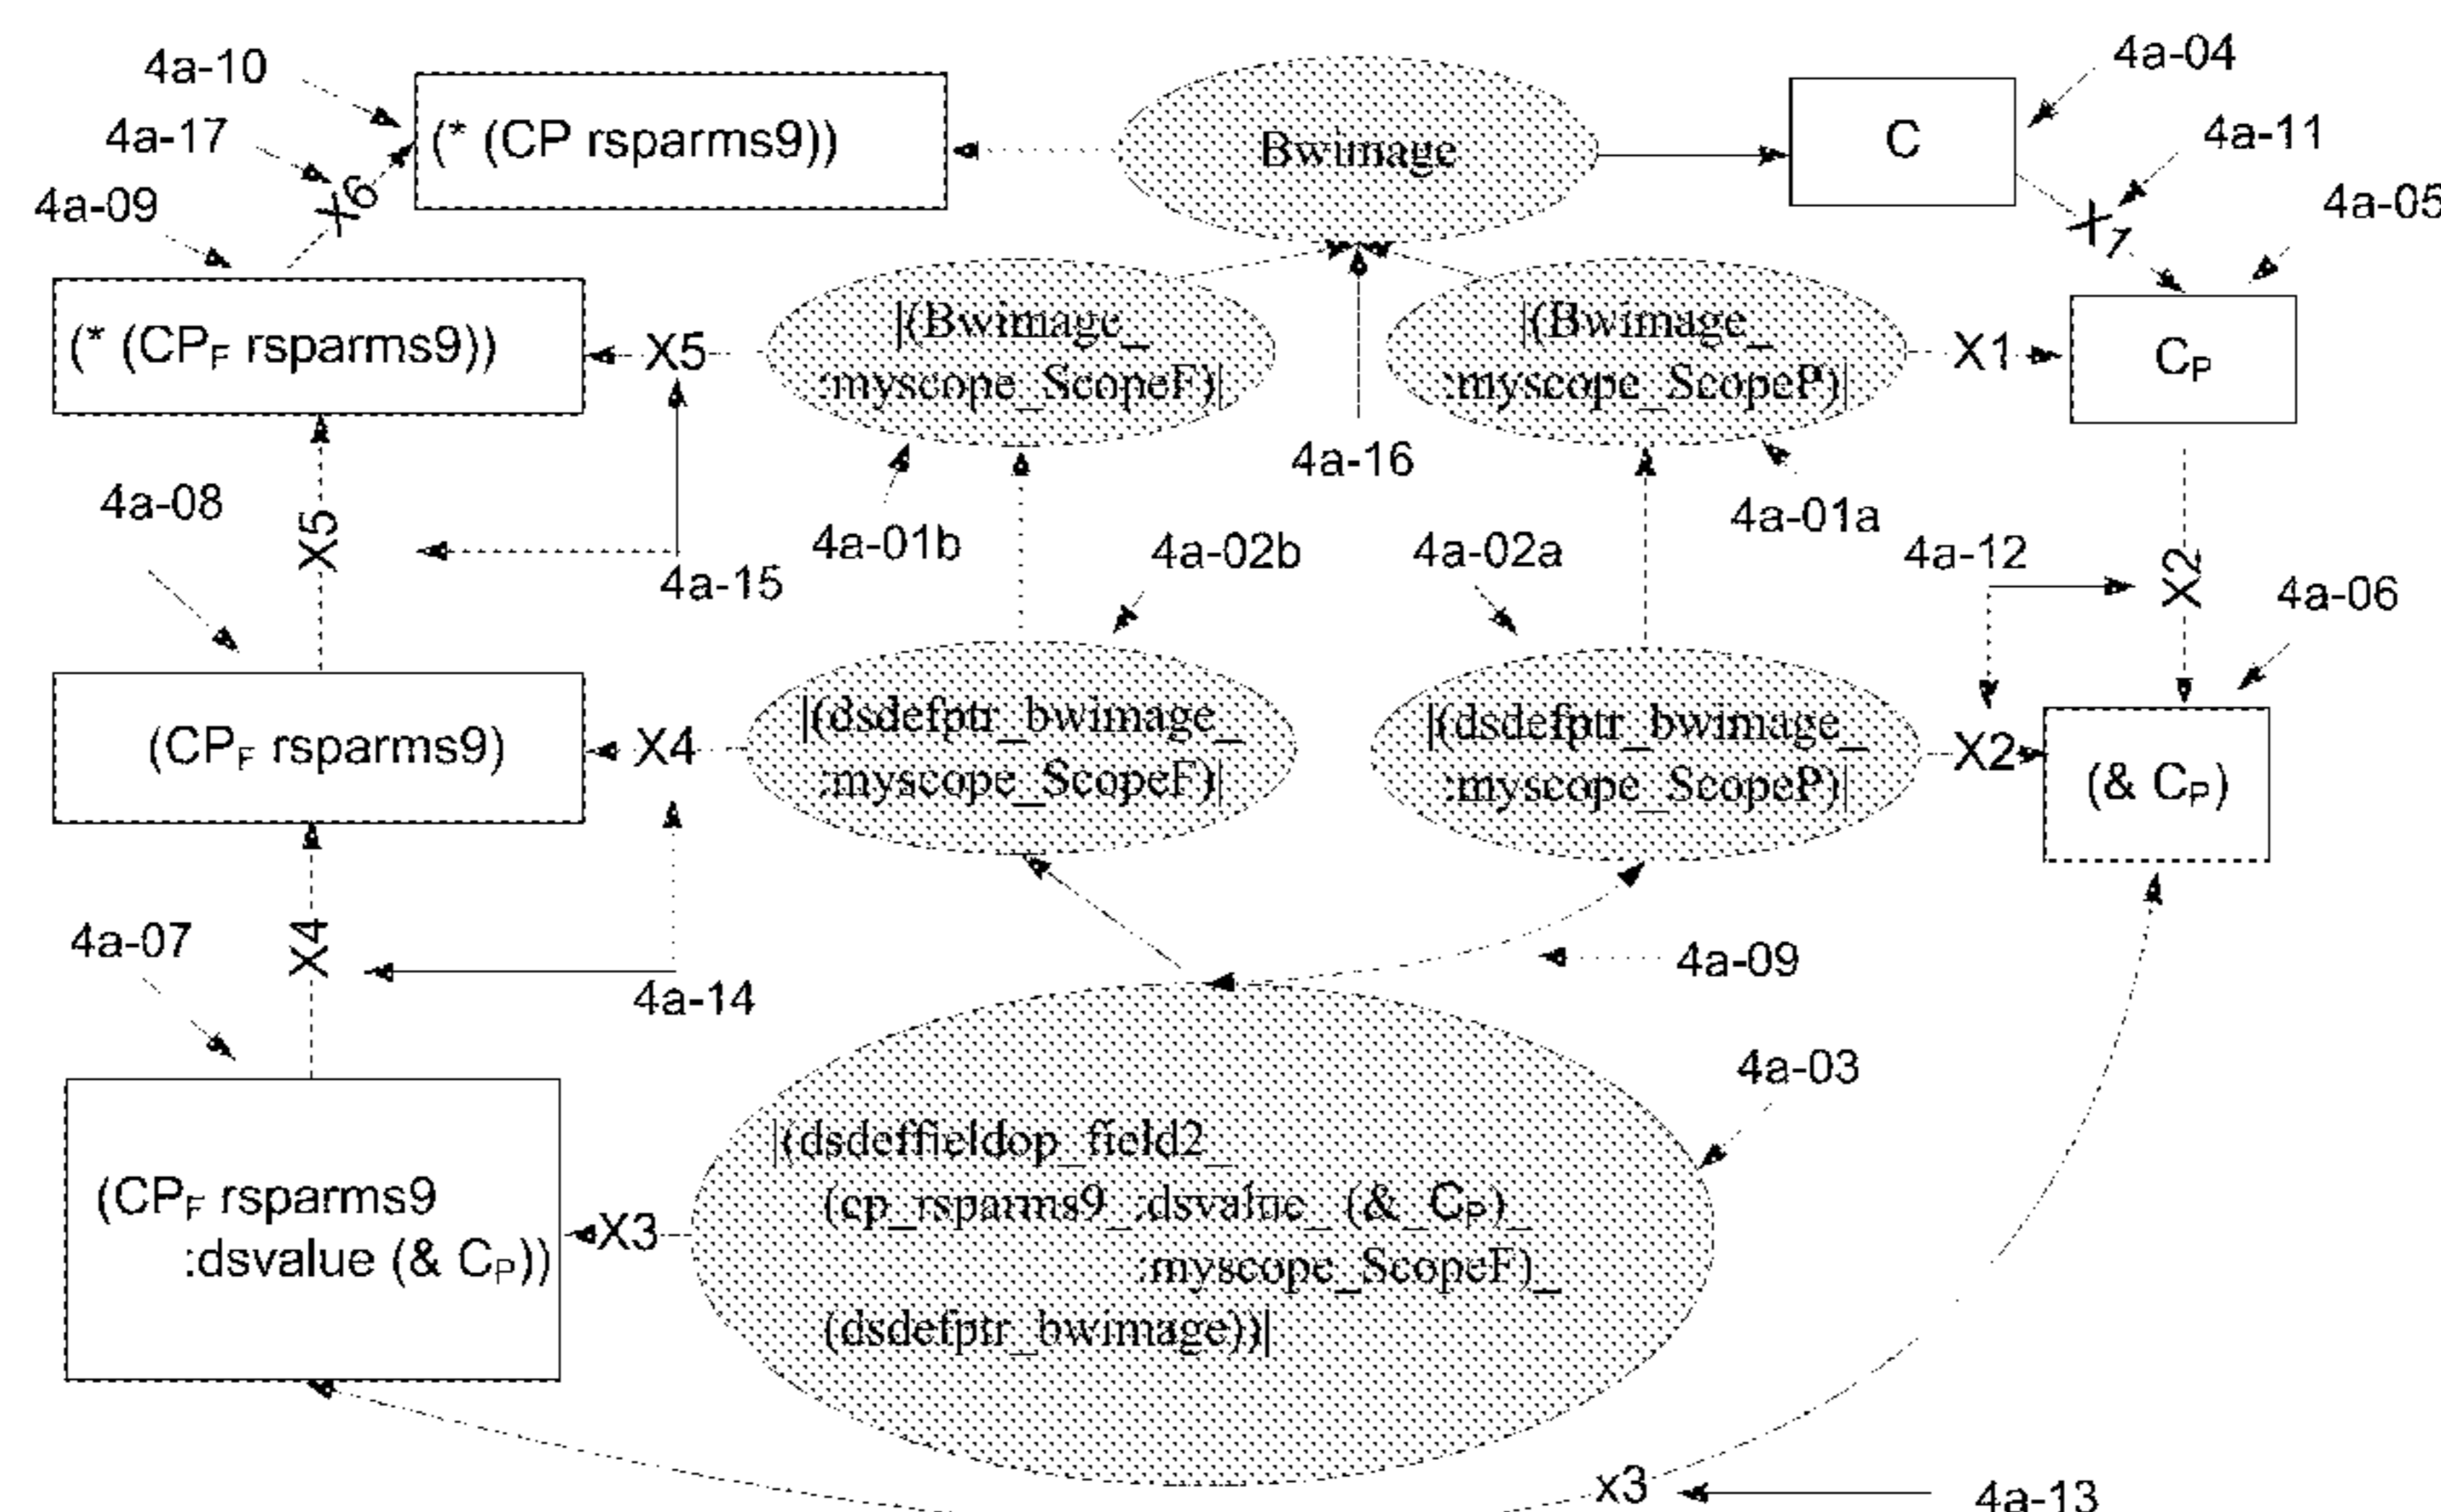 4a-10
4a-17
4a-09
(* (CP rsparms9))
Bwimage
C
4a-04
4a-11
4a-05
X6
X1
(* (CPF rsparms9))
X5
|(Bwimage_
:myscope_ScopeF)|
|(Bwimage_
:myscope_ScopeP)|
X1
CP
4a-08
X5
4a-15
4a-01b
4a-02b
4a-16
4a-02a
4a-01a
4a-12
X2
4a-06
(CPF rsparms9)
X4
|(dsdefptr_bwimage_
:myscope_ScopeF)|
|(dsdefptr_bwimage_
:myscope_ScopeP)|
X2
(& CP)
4a-07
X4
4a-14
4a-09
4a-03
(CPF rsparms9
:dsvalue (& CP))
X3
|(dsdeffieldop_field2_
(cp_rsparms9_:dsvalue_(&_CP)_
:myscope_ScopeF)_
(dsdefptr_bwimage))|
x3
4a-13